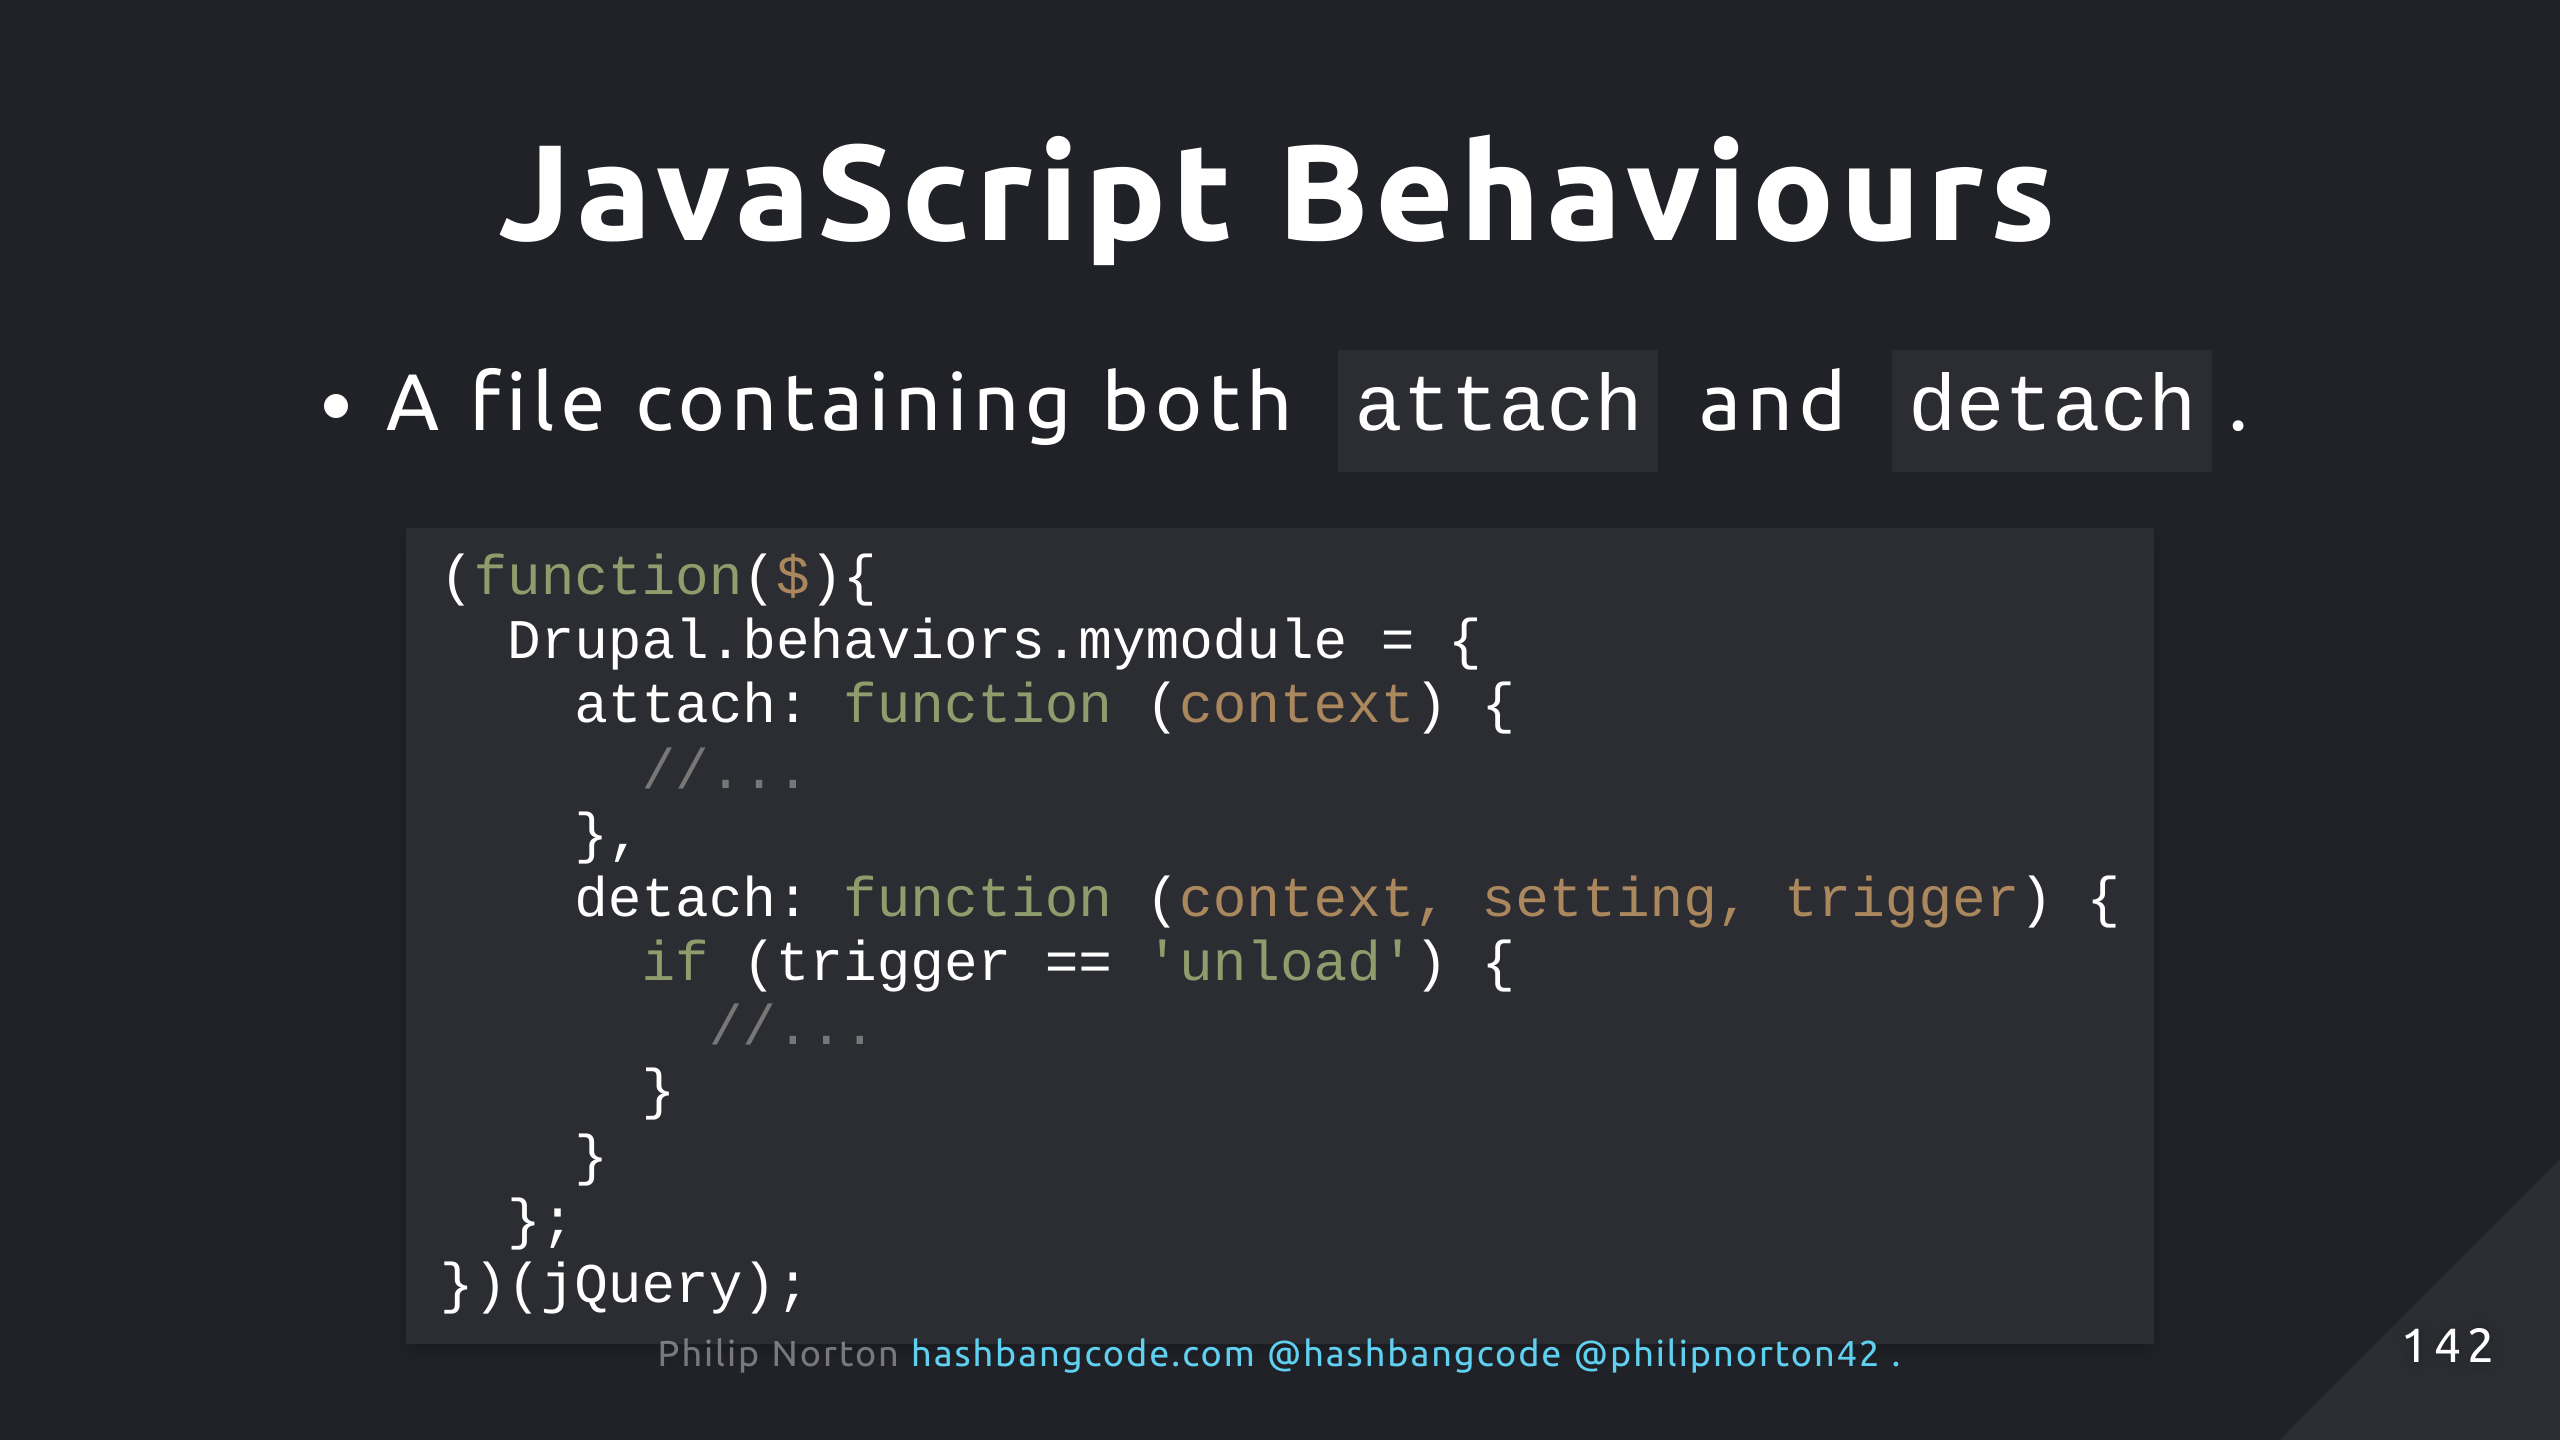 JavaScript Behaviours
• A file containing both attach and detach .
(function($){
  Drupal.behaviors.mymodule = {
    attach: function (context) {
      //...
    },
    detach: function (context, setting, trigger) {
      if (trigger == 'unload') {
        //...
      }
    }
  };
})(jQuery);
Philip Norton hashbangcode.com @hashbangcode @philipnorton42 .
142